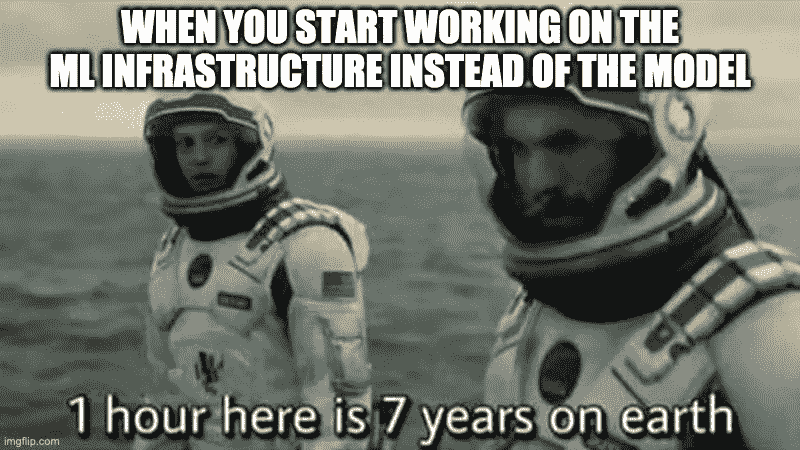 WHEN YOU START WORKING ON THE
ML INFRASTRUCTURE INSTEAD OF THE MODEL
1 hour here is 7 years on earth
imgflip.com